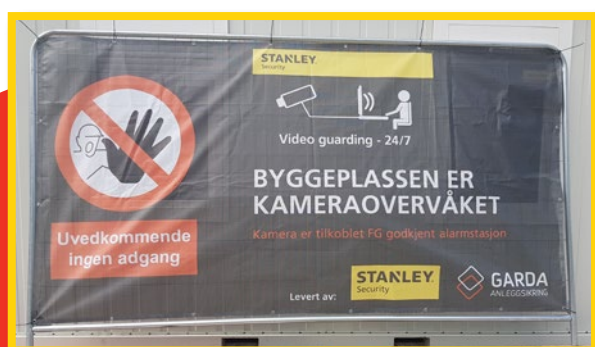 STANLEY.
Security
Video guarding - 24/7
BYGGEPLASSEN ER
KAMERAOVERVÅKET
Kamera er tilkoblet FG godkjent alarmstasjon
Uvedkommende
ingen adgang
Levert av:
STANLEY.
Security
GARDA
ANLEGGSIKRING